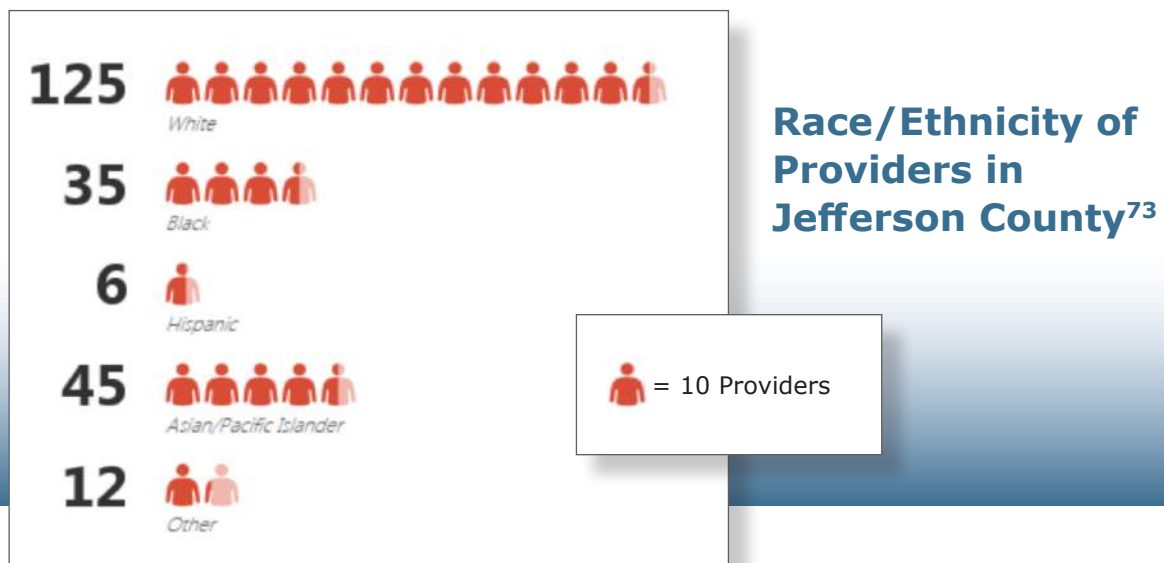 125
White
35
Black
6
Hispanic
45
Asian/Pacific Islander
12
Other
Race/Ethnicity of
Providers in
Jefferson County73
= 10 Providers